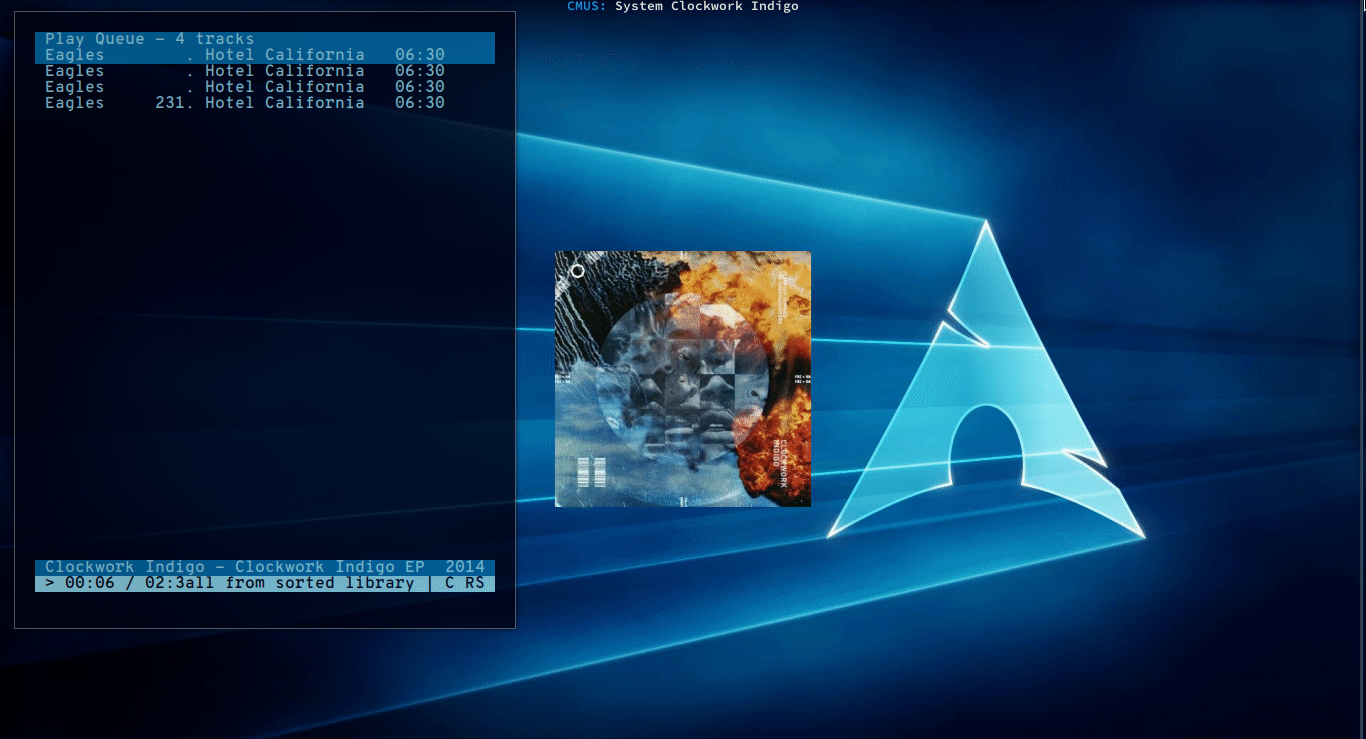 CMUS: System Clockwork Indigo
Play Queue - 4 tracks
Eagles . Hotel California 06:30
Eagles . Hotel California 06:30
Eagles . Hotel California 06:30
Eagles 231. Hotel California 06:30
CLOCKWORK
INDIGO
Clockwork Indigo - Clockwork Indigo EP 2014
> 00:06 / 02:3all from sorted library | C RS